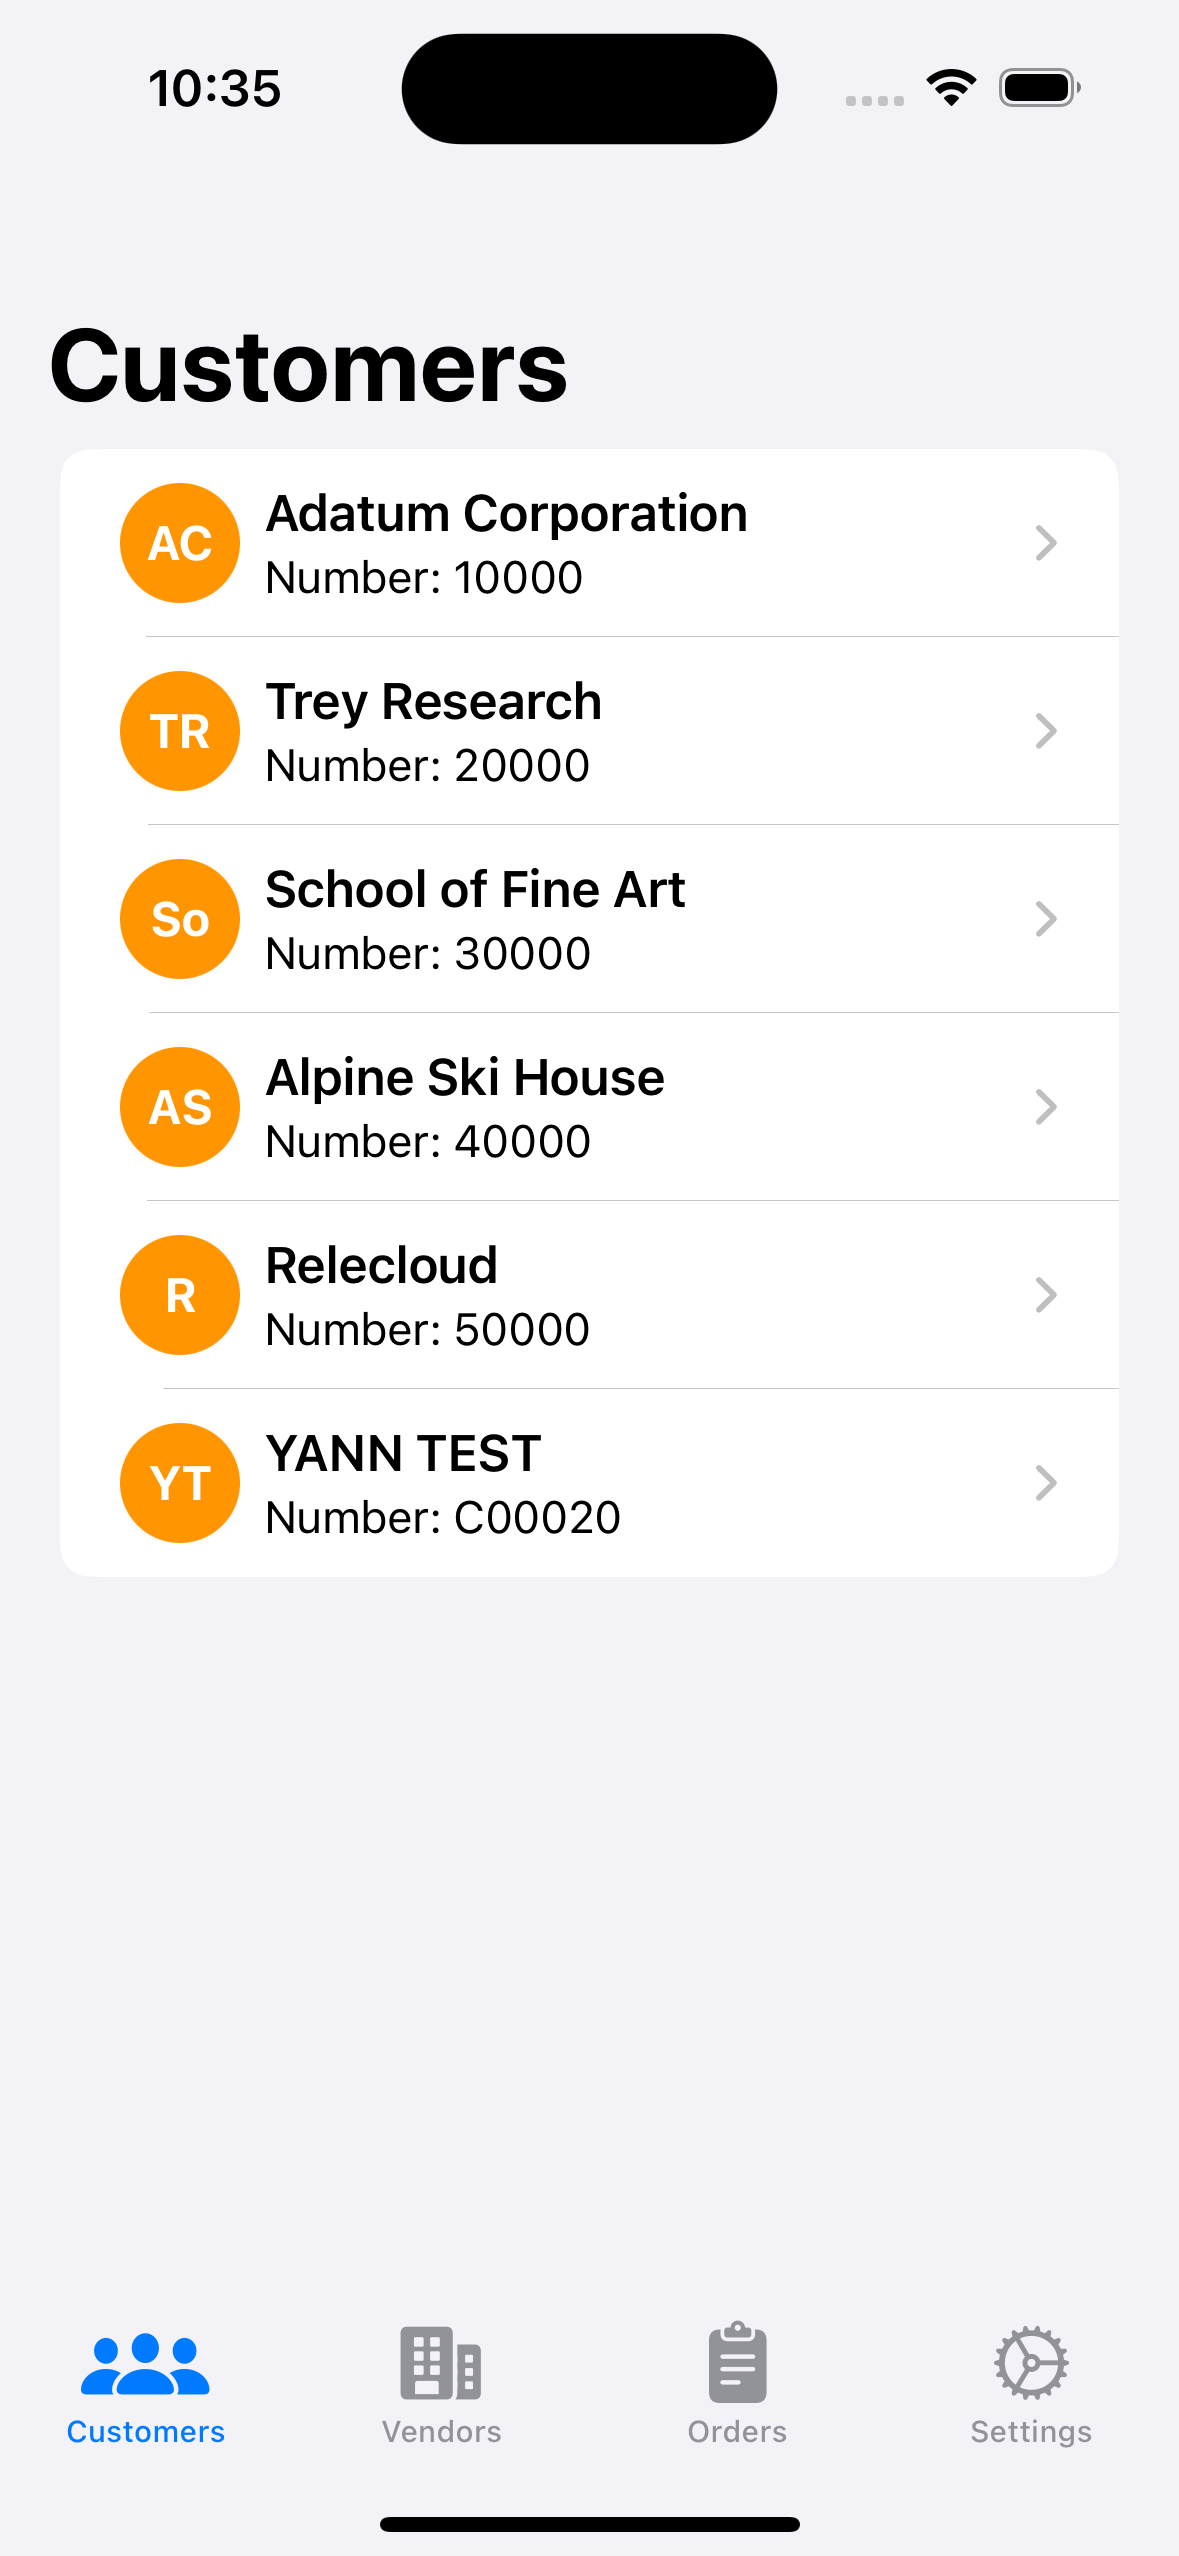 10:35
Customers
AC
Adatum Corporation
Number: 10000
TR
Trey Research
Number: 20000
So
School of Fine Art
Number: 30000
AS
Alpine Ski House
Number: 40000
R
Relecloud
Number: 50000
YT
YANN TEST
Number: C00020
Customers
Vendors
Orders
Settings